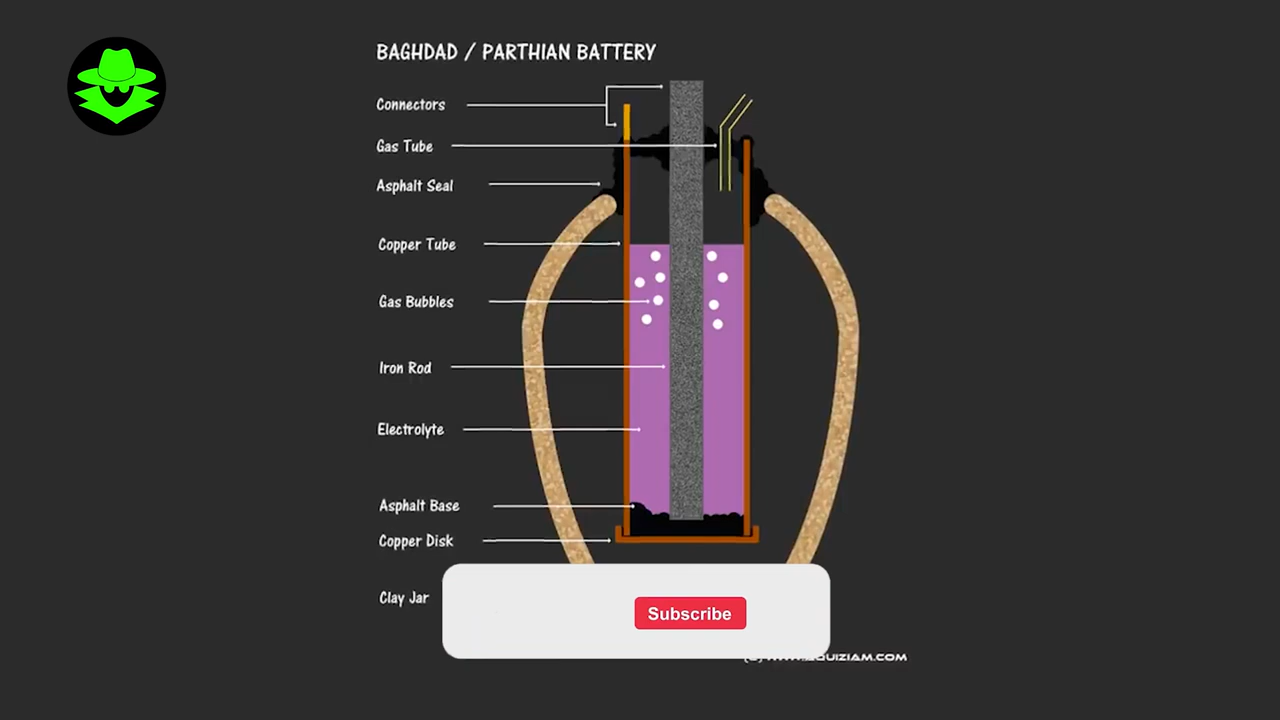 BAGHDAD / PARTHIAN BATTERY
Connectors
Gas Tube
Asphalt Seal
Copper Tube
Gas Bubbles
Iron Rod
Electrolyte
Asphalt Base
Copper Disk
Clay Jar
Subscribe